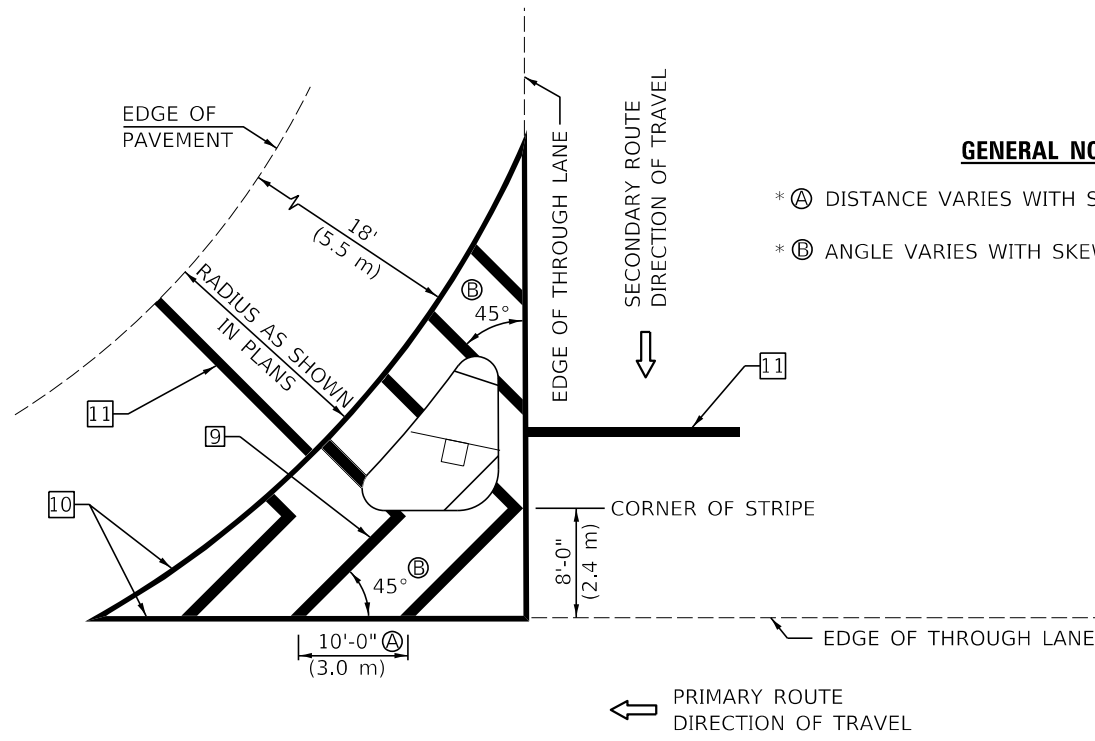 EDGE OF
PAVEMENT
18'
(5.5 m)
RADIUS AS SHOWN
IN PLANS
EDGE OF THROUGH LANE
SECONDARY ROUTE
DIRECTION OF TRAVEL
GENERAL NO
* Ⓐ DISTANCE VARIES WITH S
* Ⓑ ANGLE VARIES WITH SKEW
Ⓑ
45°
11
11
9
10
CORNER OF STRIPE
8'-0"
(2.4 m)
45° Ⓑ
10'-0" Ⓐ
(3.0 m)
EDGE OF THROUGH LANE
PRIMARY ROUTE
DIRECTION OF TRAVEL